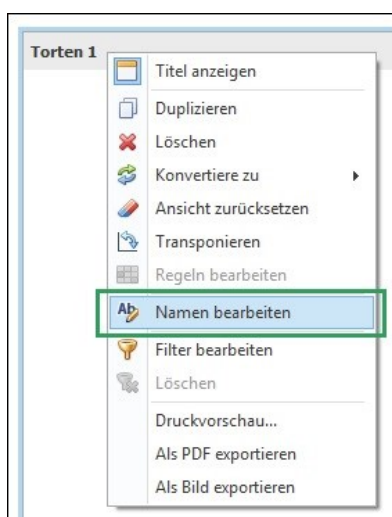 Torten 1
Titel anzeigen
Duplizieren
Löschen
Konvertiere zu
Ansicht zurücksetzen
Transponieren
Regeln bearbeiten
Ab Namen bearbeiten
Filter bearbeiten
Löschen
Druckvorschau...
Als PDF exportieren
Als Bild exportieren